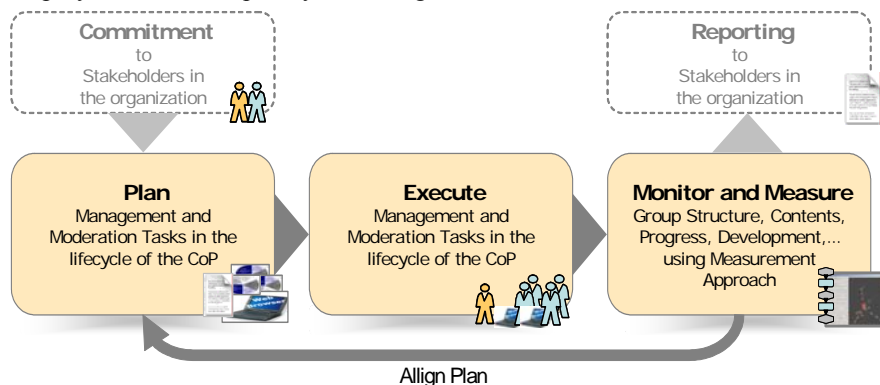 Commitment
to
Stakeholders in
the organization
Reporting
to
Stakeholders in
the organization
Plan
Management and
Moderation Tasks in the
lifecycle of the CoP
Execute
Management and
Moderation Tasks in the
lifecycle of the CoP
Monitor and Measure
Group Structure, Contents,
Progress, Development,...
using Measurement
Approach
Web
Browser
Allign Plan